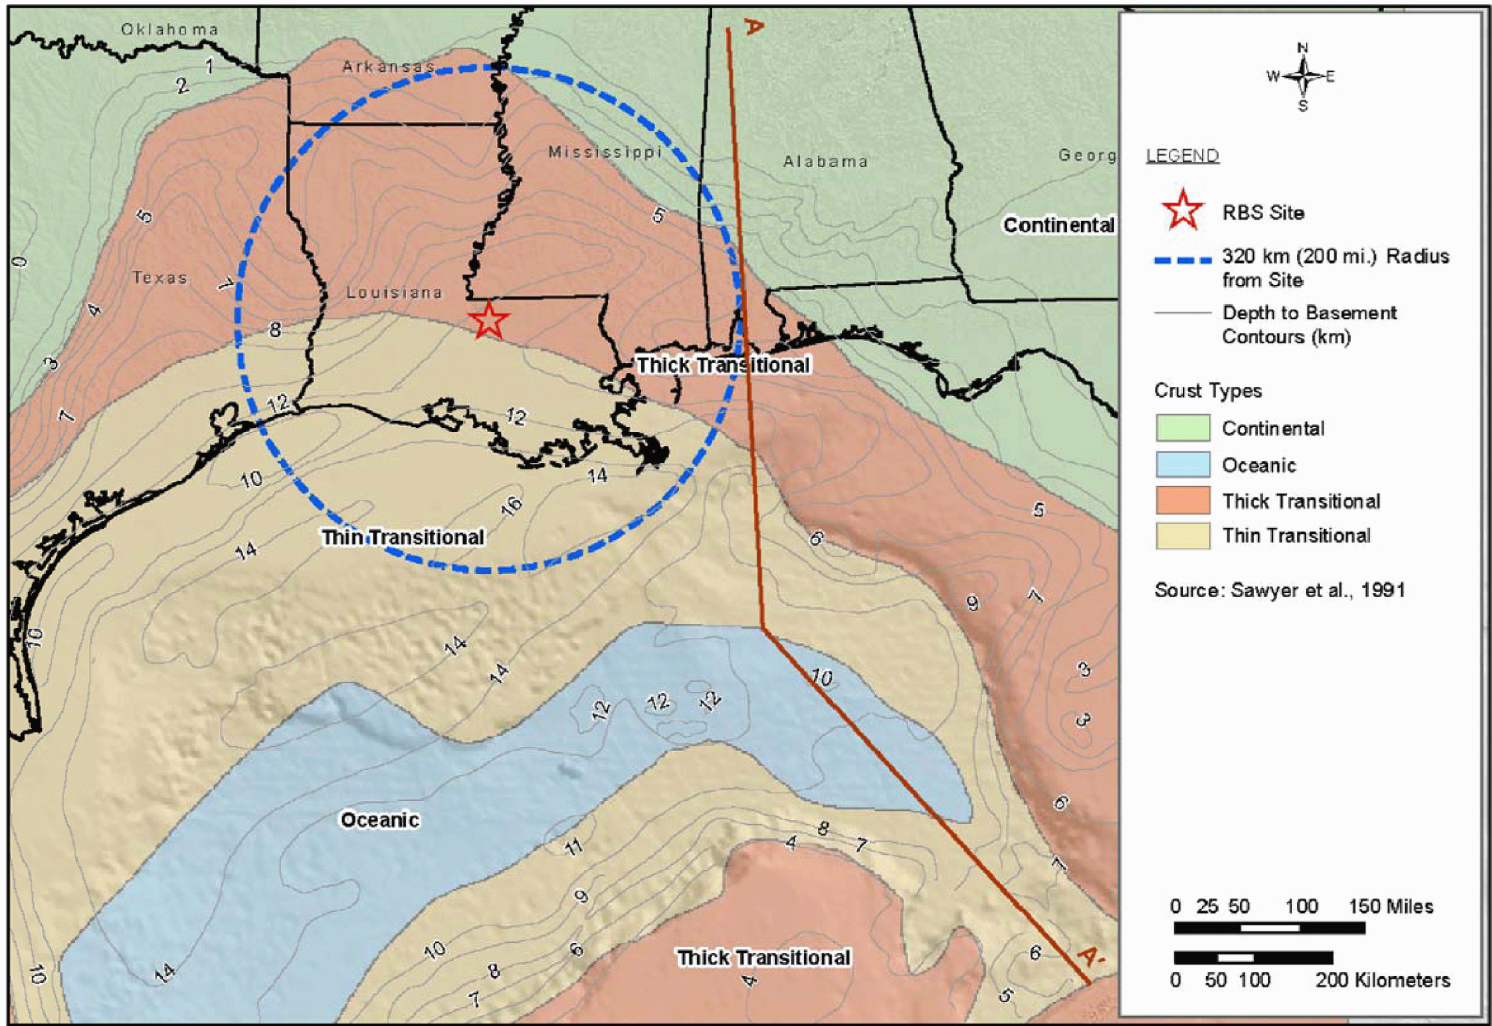 Oklahoma
A
N
Arkansas
1
W E
2
S
Mississippi
Alabama
Georg
LEGEND
5
5
RBS Site
Continental
320 km (200 mi.) Radius
from Site
0
Texas
7
Louisiana
4
Depth to Basement
Contours (km)
8
3
Thick Transitional
Crust Types
7
12
12
Continental
Oceanic
10
14
Thick Transitional
16
5
Thin Transitional
Thin Transitional
14
6
Source: Sawyer et al., 1991
9
7
10
14
14
3
10
12
12
12
3
6
Oceanic
8
4
7
11
7
9
0 25 50 100 150 Miles
10
6
6
A'
Thick Transitional
10
14
8
4
0 50 100 200 Kilometers
7
5